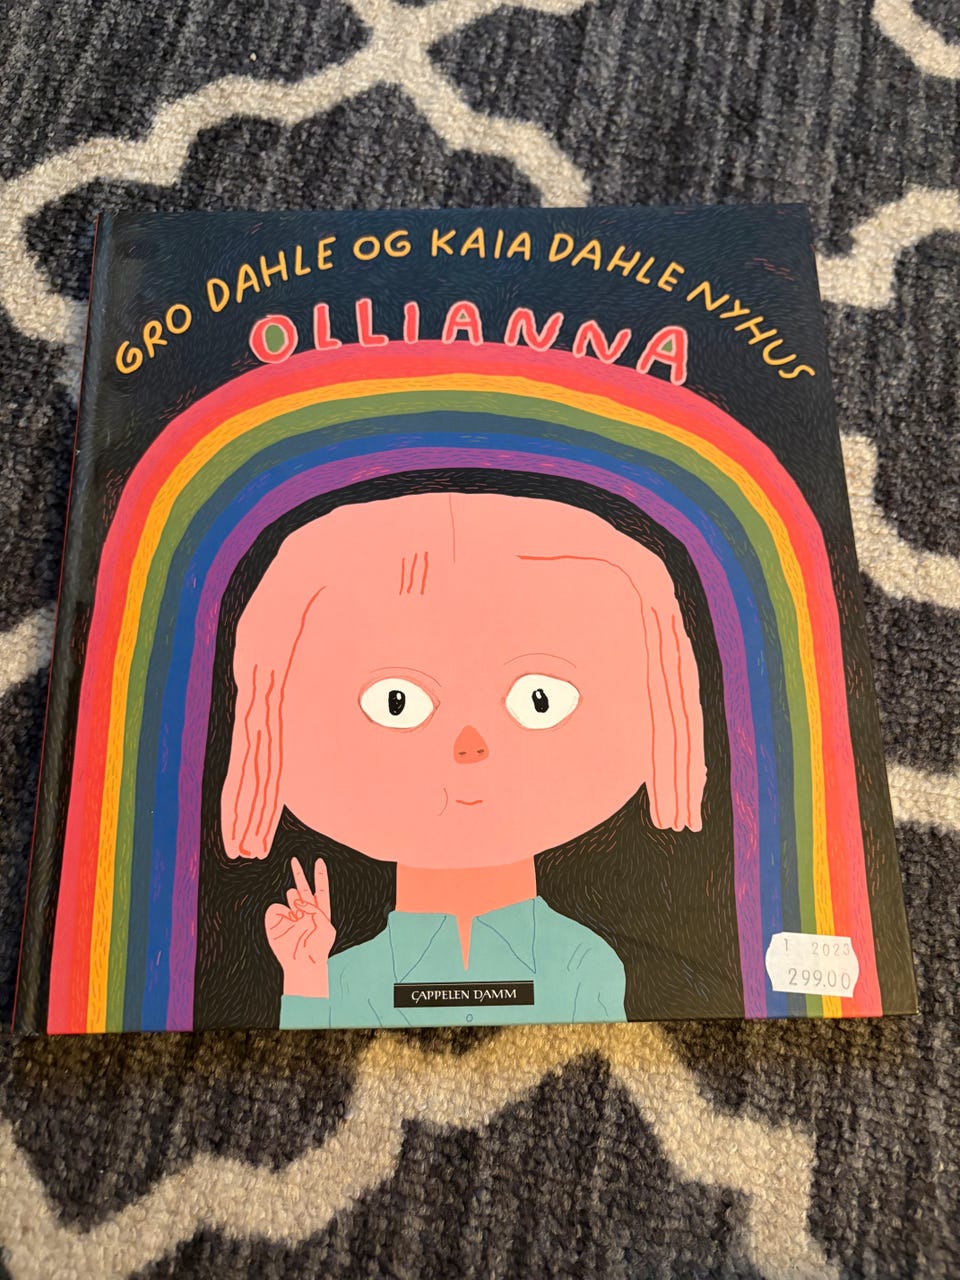 GRO DAHLE OG KAIA DAHLE NYHUS
OLLIANNA
CAPPELEN DAMM
1 2023
299.00